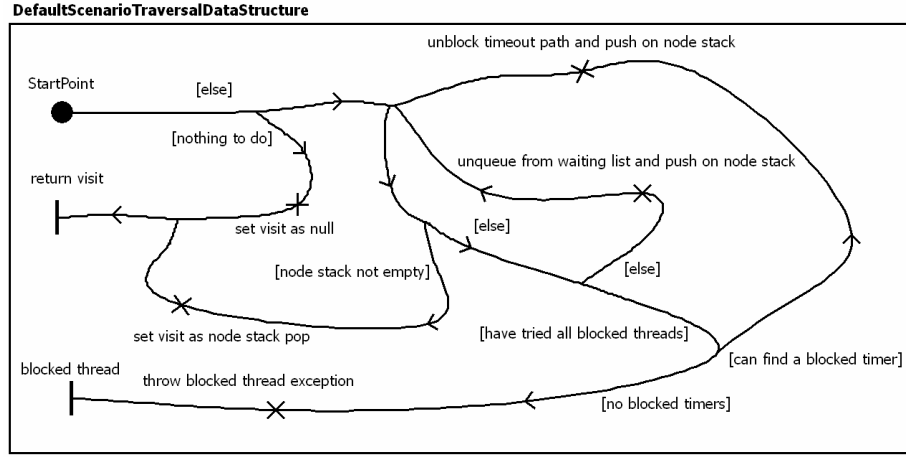 DefaultScenarioTraversalDataStructure
unblock timeout path and push on node stack
StartPoint
[else]
[nothing to do]
unqueue from waiting list and push on node stack
return visit
set visit as null
[else]
[node stack not empty]
[else]
set visit as node stack pop
[have tried all blocked threads]
[can find a blocked timer]
blocked thread
throw blocked thread exception
[no blocked timers]